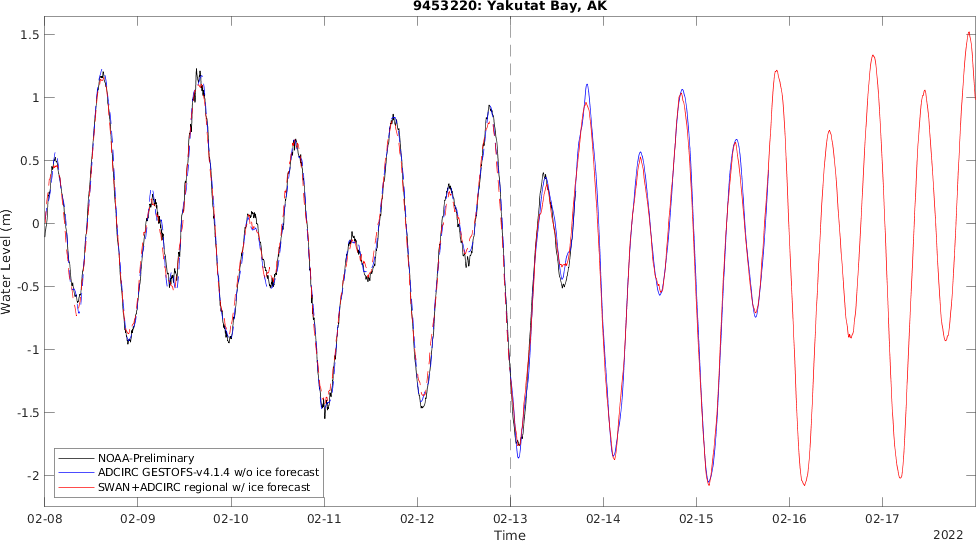 9453220: Yakutat Bay, AK
Water Level (m)
1.5
1
0.5
0
-0.5
-1
-1.5
-2
NOAA-Preliminary
ADCIRC GESTOFS-v4.1.4 w/o ice forecast
SWAN+ADCIRC regional w/ ice forecast
02-08 02-09 02-10 02-11 02-12 02-13 02-14 02-15 02-16 02-17
Time
2022